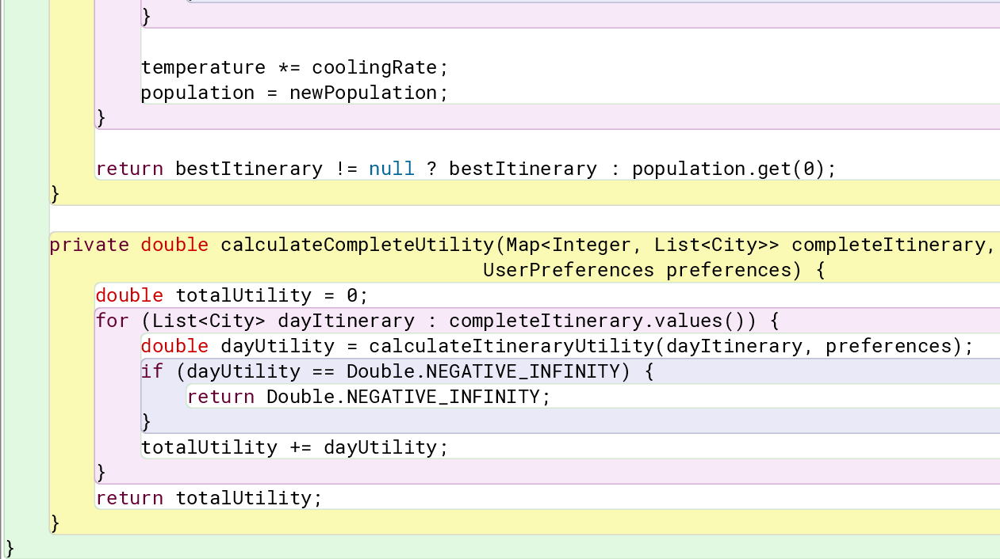 }
temperature *= coolingRate;
population = newPopulation;
}
return bestItinerary != null ? bestItinerary : population.get(0);
}
private double calculateCompleteUtility(Map<Integer, List<City>> completeItinerary,
UserPreferences preferences) {
double totalUtility = 0;
for (List<City> dayItinerary : completeItinerary.values()) {
double dayUtility = calculateItineraryUtility(dayItinerary, preferences);
if (dayUtility == Double.NEGATIVE_INFINITY) {
return Double.NEGATIVE_INFINITY;
}
totalUtility += dayUtility;
}
return totalUtility;
}
}